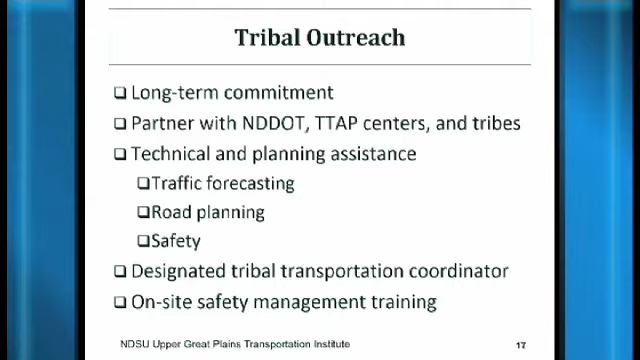 Tribal Outreach
❑ Long-term commitment
❑ Partner with NDDOT, TTAP centers, and tribes
❑ Technical and planning assistance
❑ Traffic forecasting
❑ Road planning
❑ Safety
❑ Designated tribal transportation coordinator
❑ On-site safety management training
NDSU Upper Great Plains Transportation Institute
17